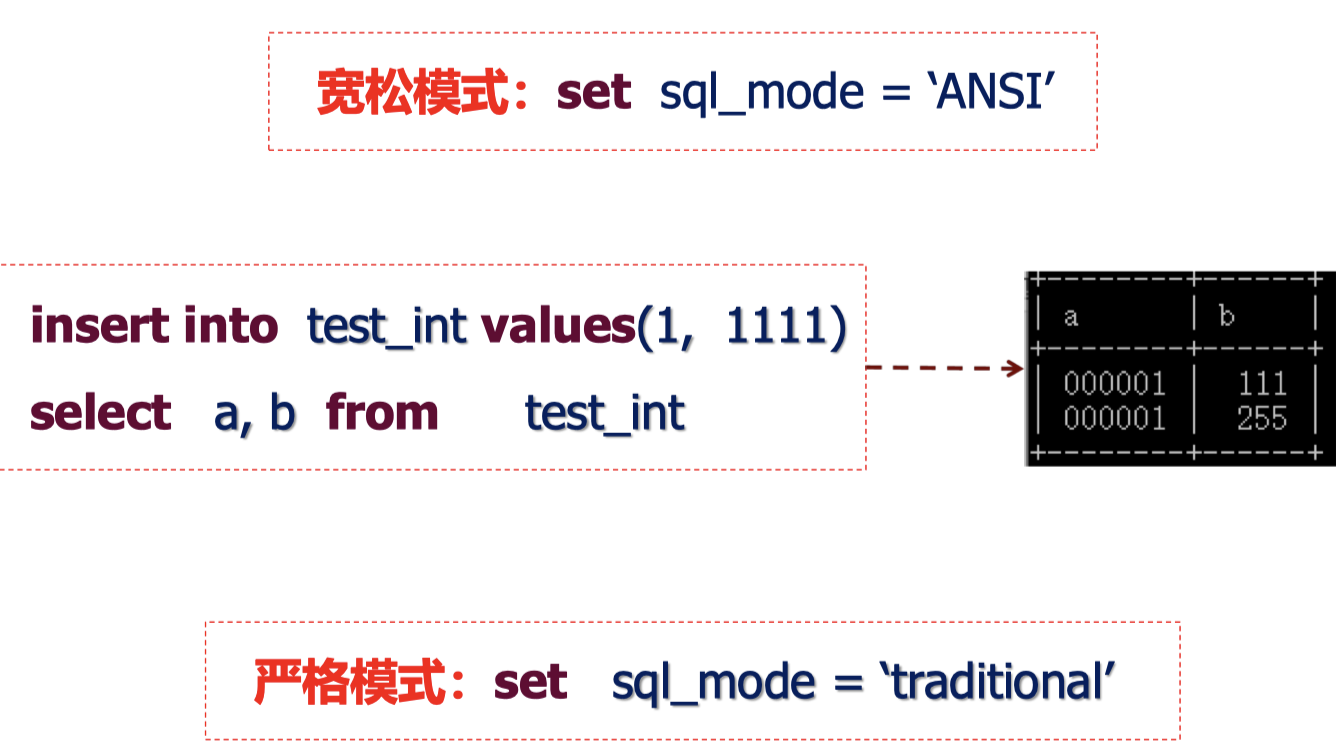 宽松模式：set sql_mode = ‘ANSI’
insert into test_int values(1, 1111)
select a, b from test_int
a b
000001 111
000001 255
严格模式：set sql_mode = ‘traditional’